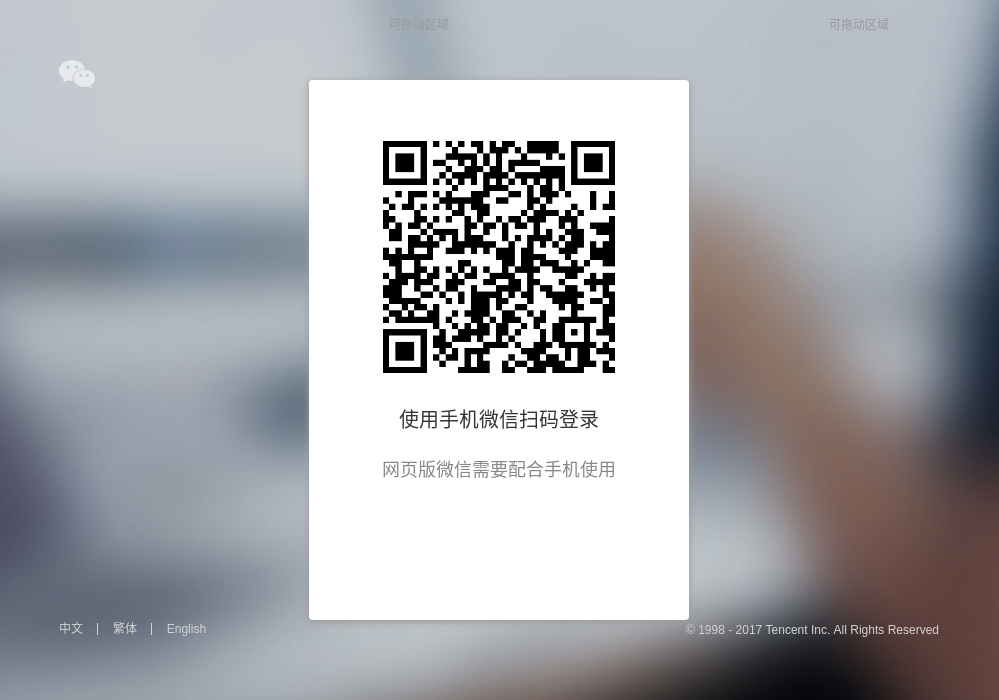 可拖动区域
可拖动区域
使用手机微信扫码登录
网页版微信需要配合手机使用
中文 | 繁体 | English
© 1998 - 2017 Tencent Inc. All Rights Reserved